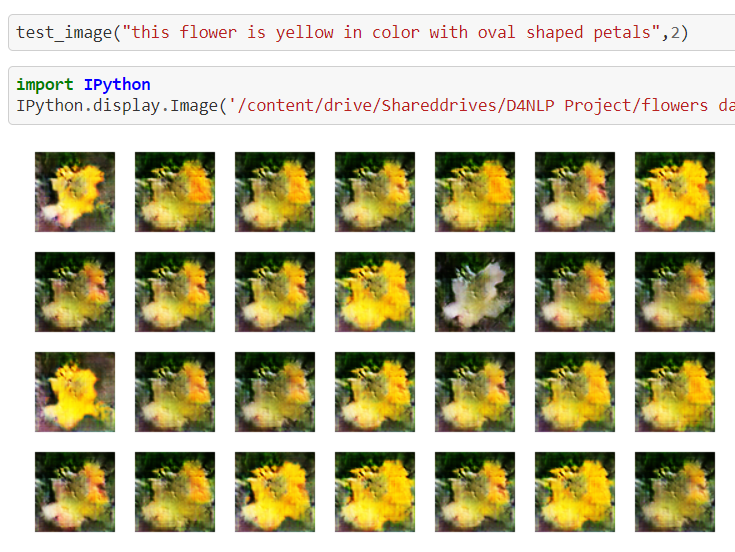 test_image("this flower is yellow in color with oval shaped petals",2)
import IPython
IPython.display.Image('/content/drive/Shareddrives/D4NLP Project/flowers da